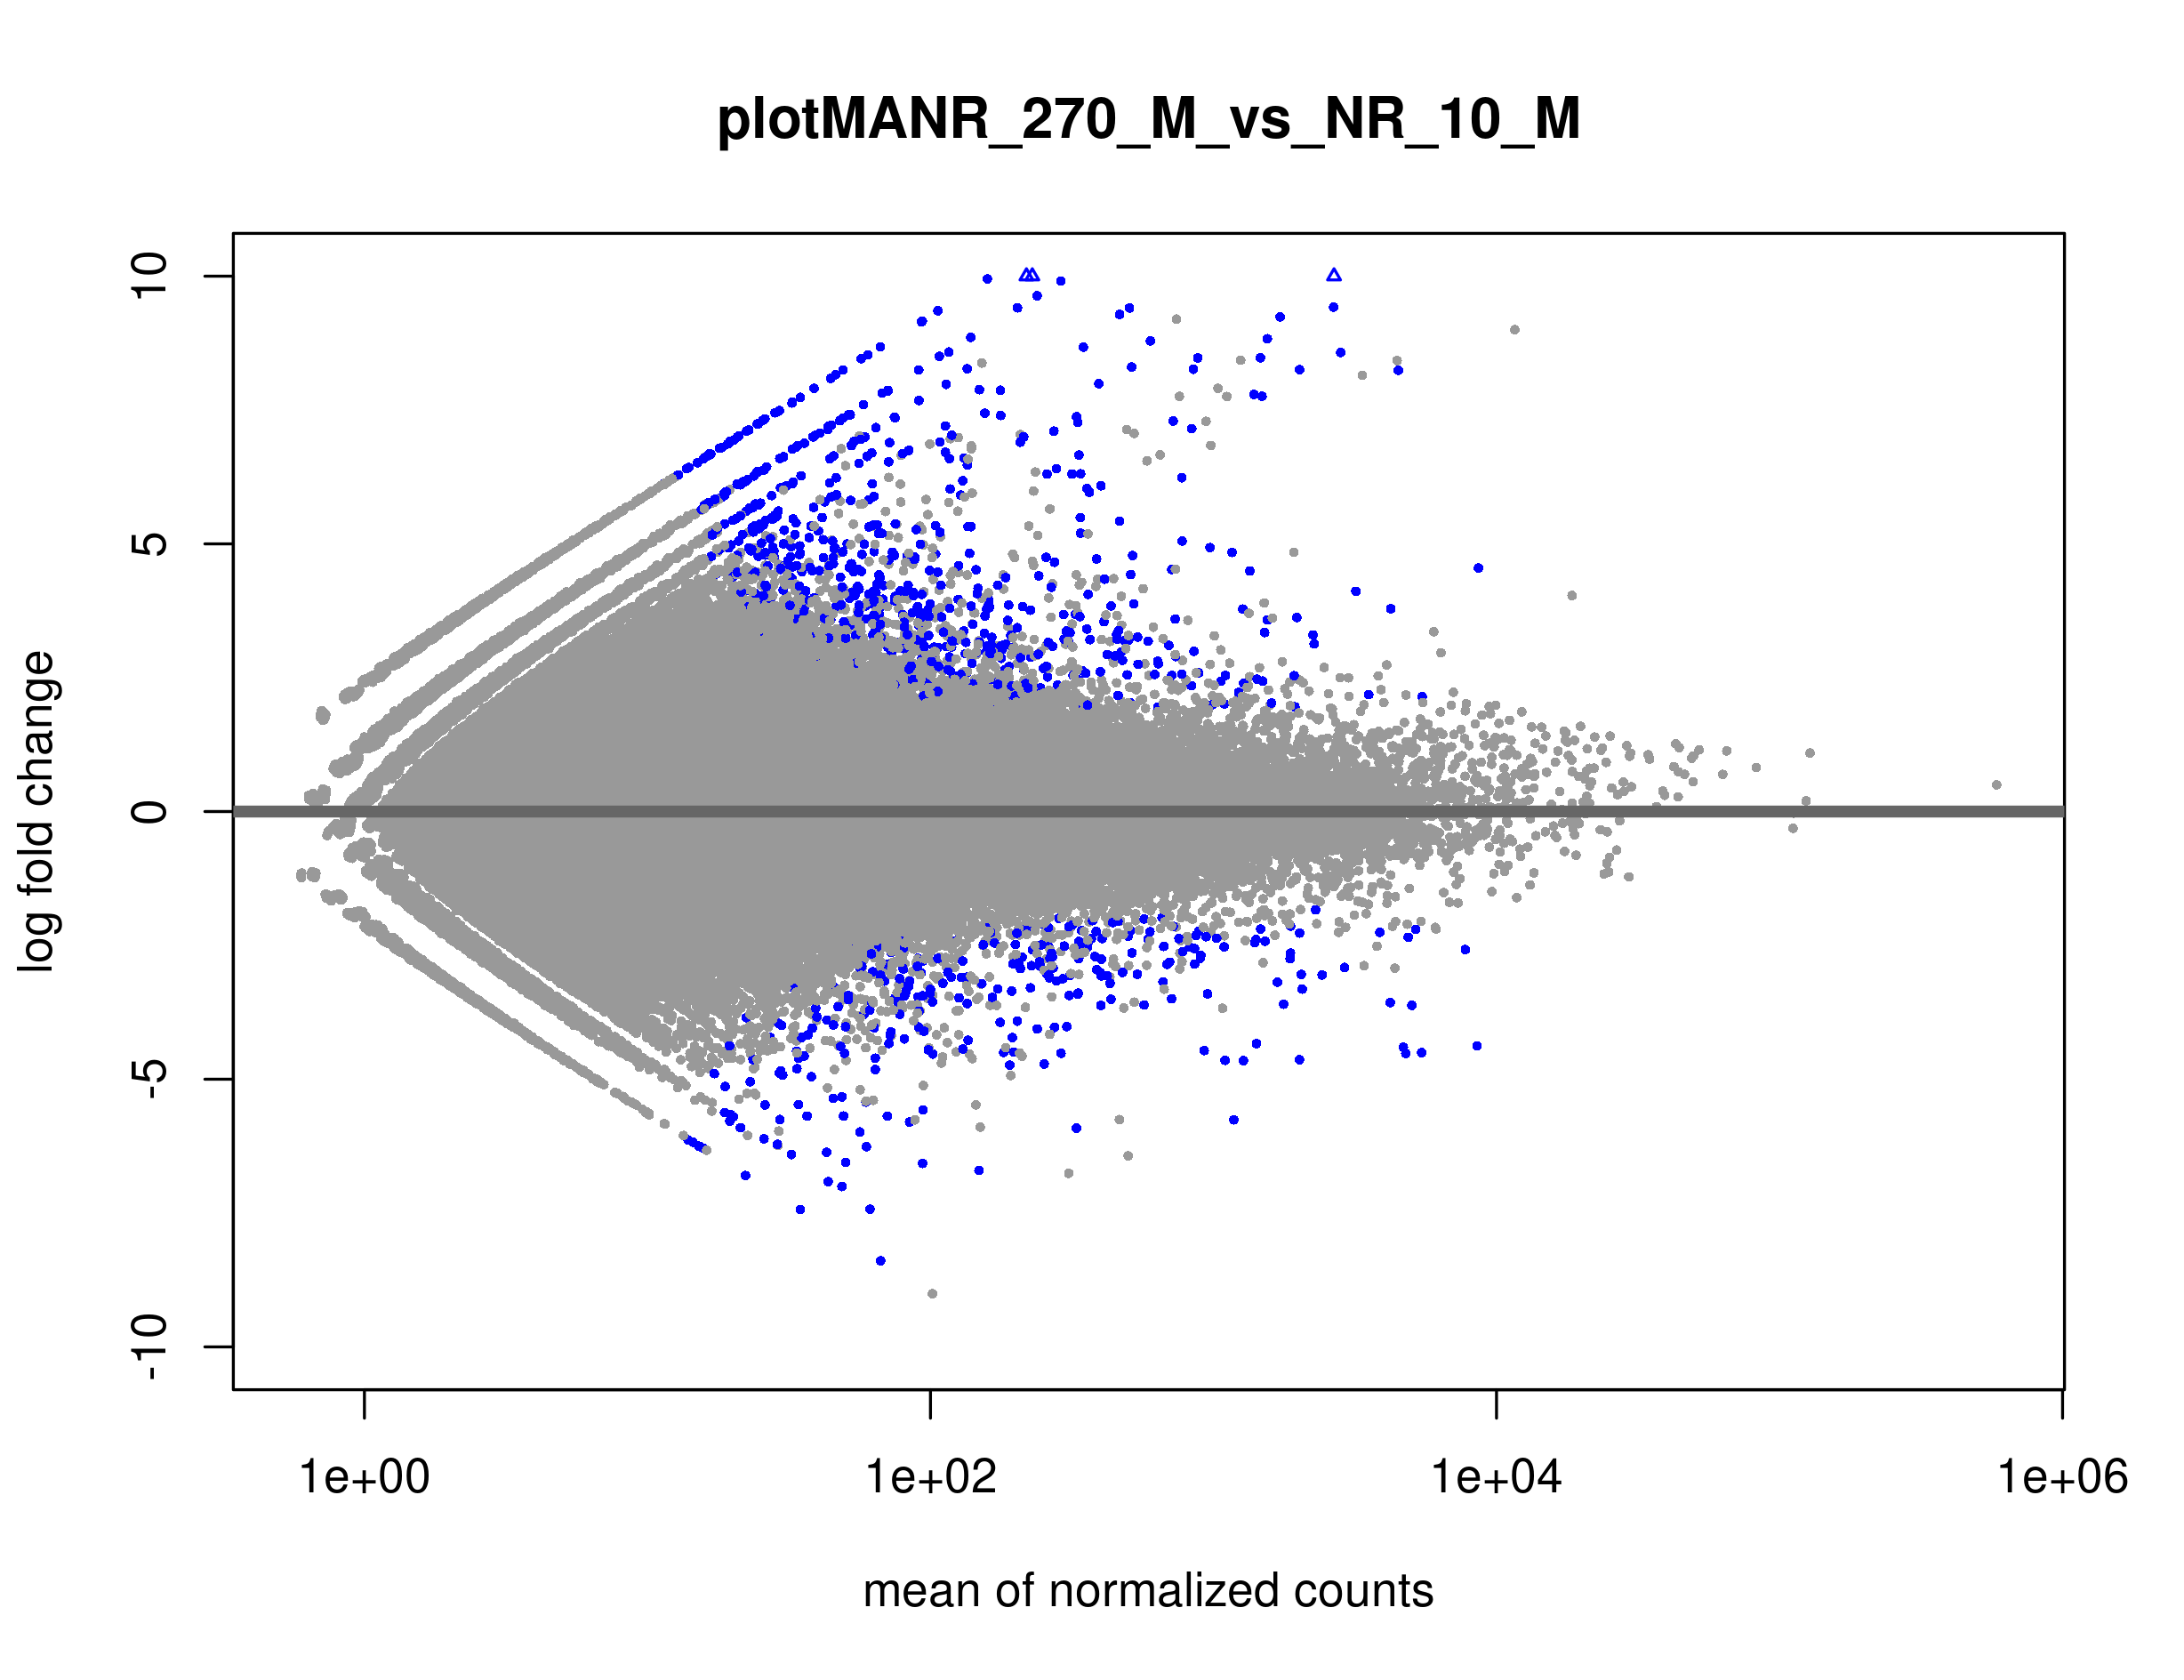 plotMANR_270_M_vs_NR_10_M
10
5
0
-5
-10
log fold change
1e+00
1e+02
1e+04
1e+06
mean of normalized counts